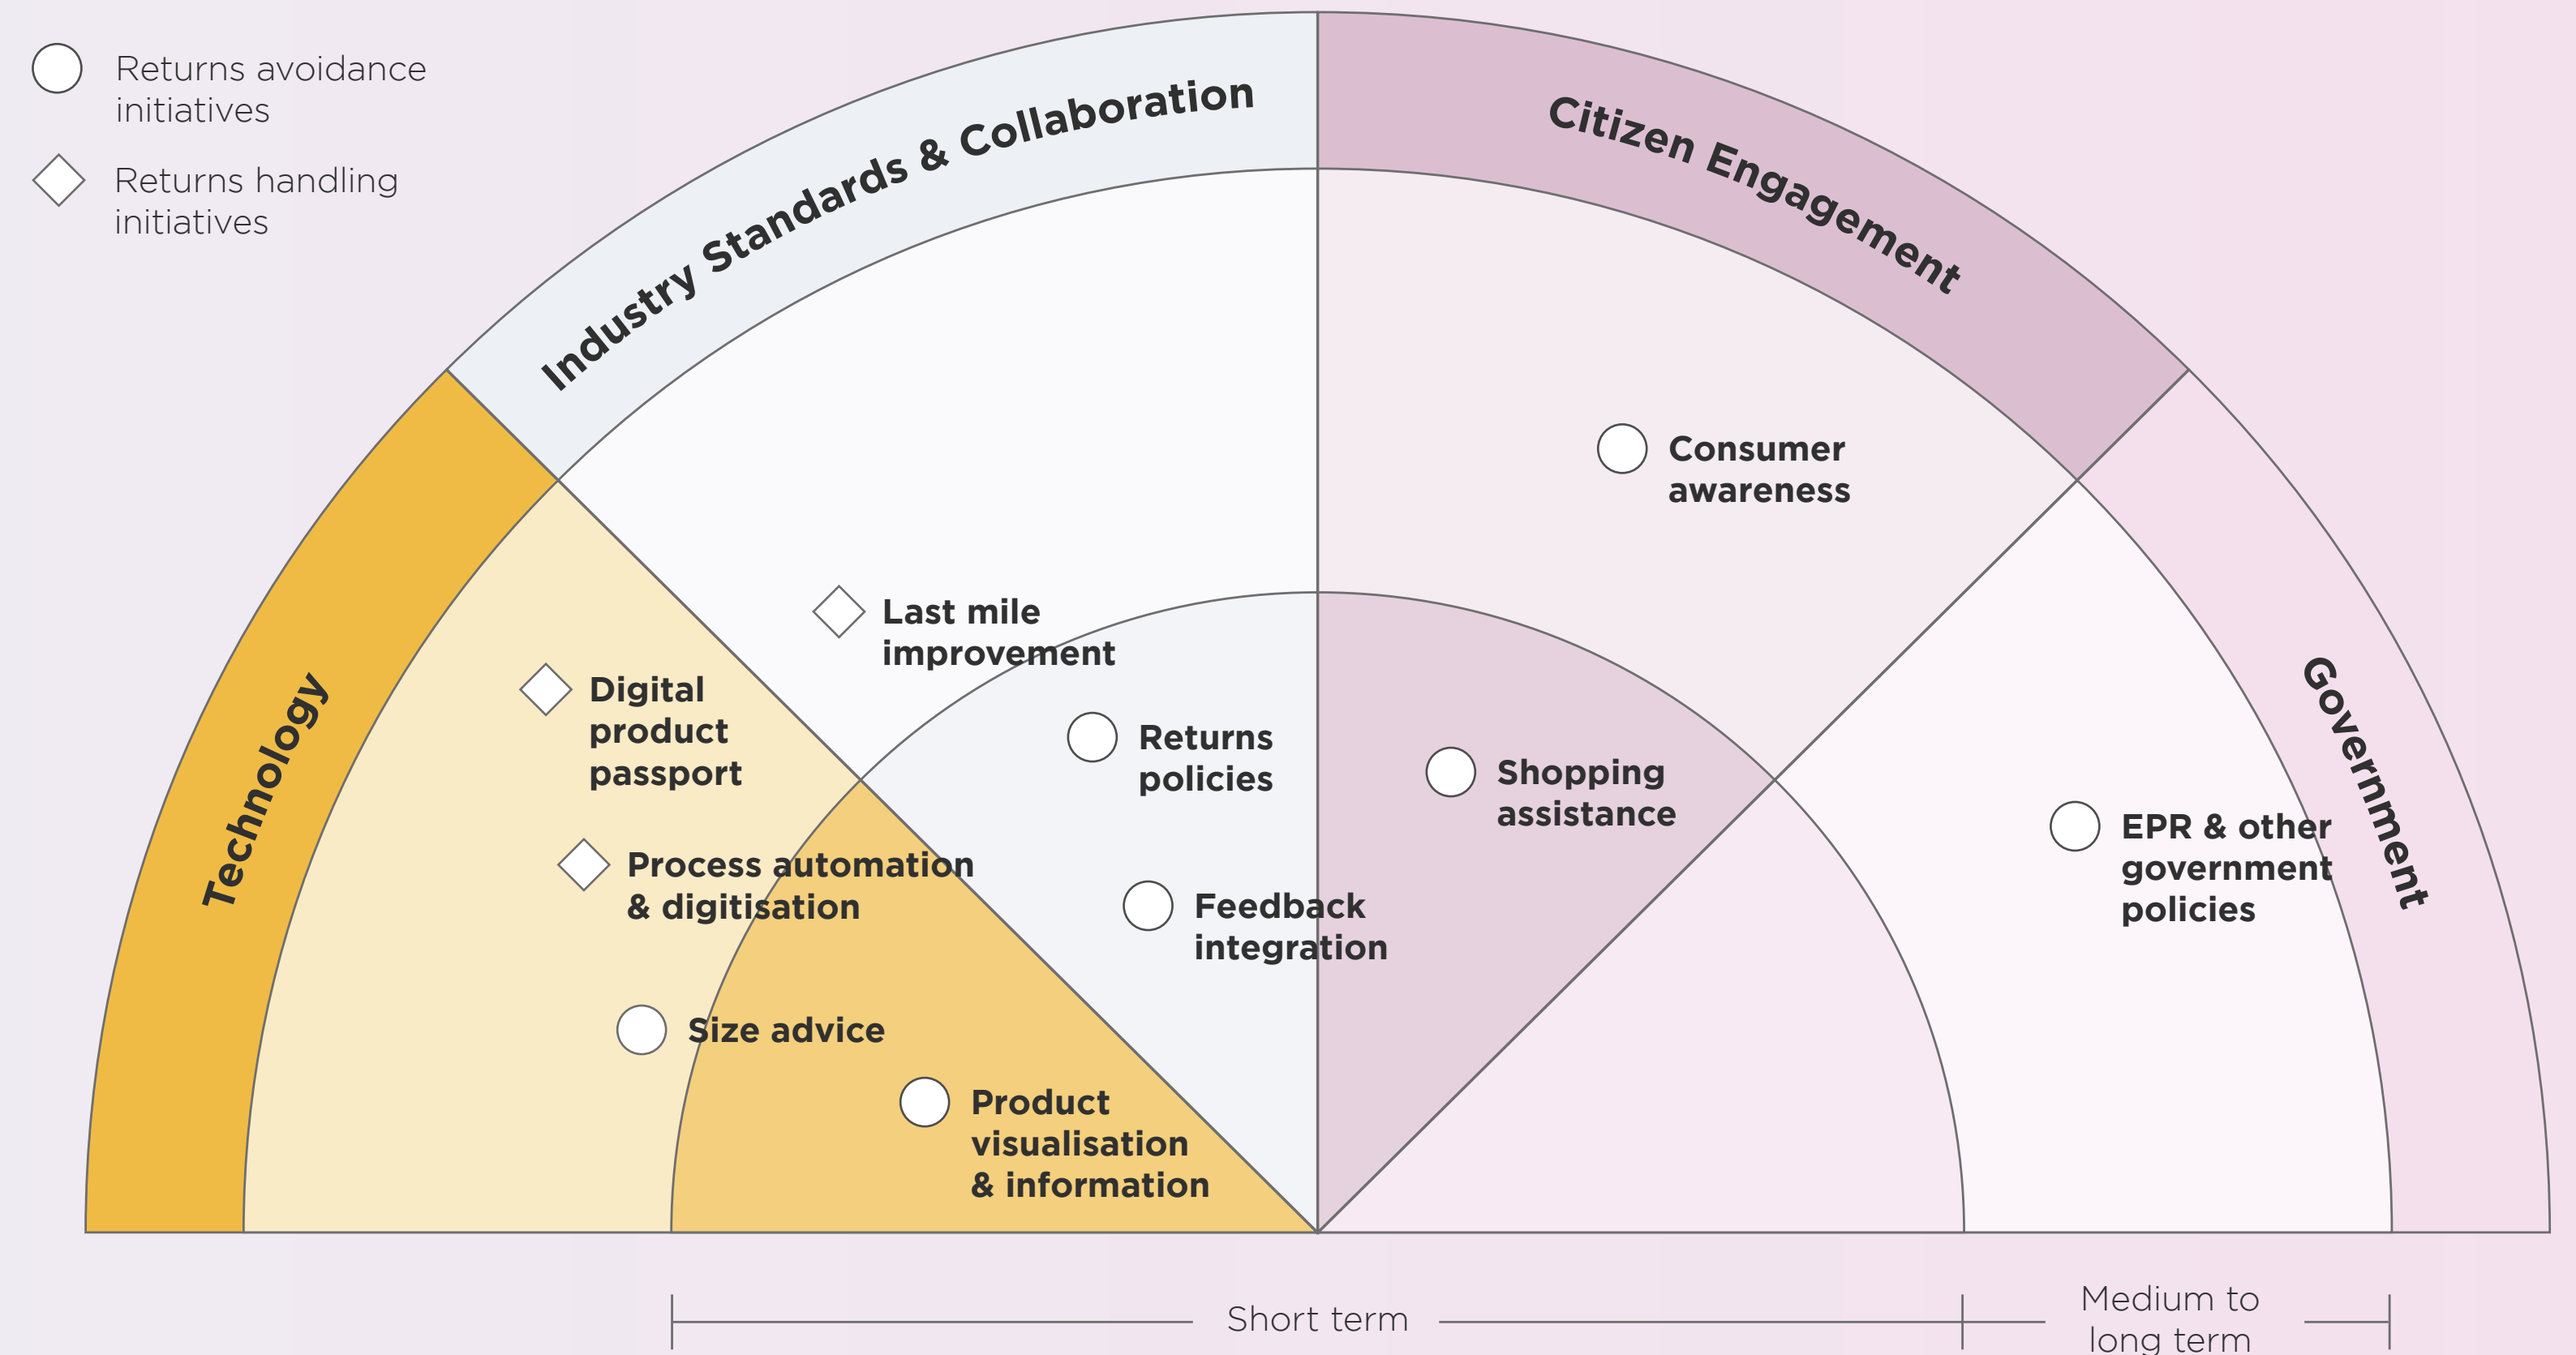 Returns avoidance
initiatives
Returns handling
initiatives
Industry Standards & Collaboration
Citizen Engagement
Technology
Government
Consumer
awareness
Last mile
improvement
Digital
product
passport
Returns
policies
Shopping
assistance
EPR & other
government
policies
Process automation
& digitisation
Feedback
integration
Size advice
Product
visualisation
& information
Short term
Medium to
long term